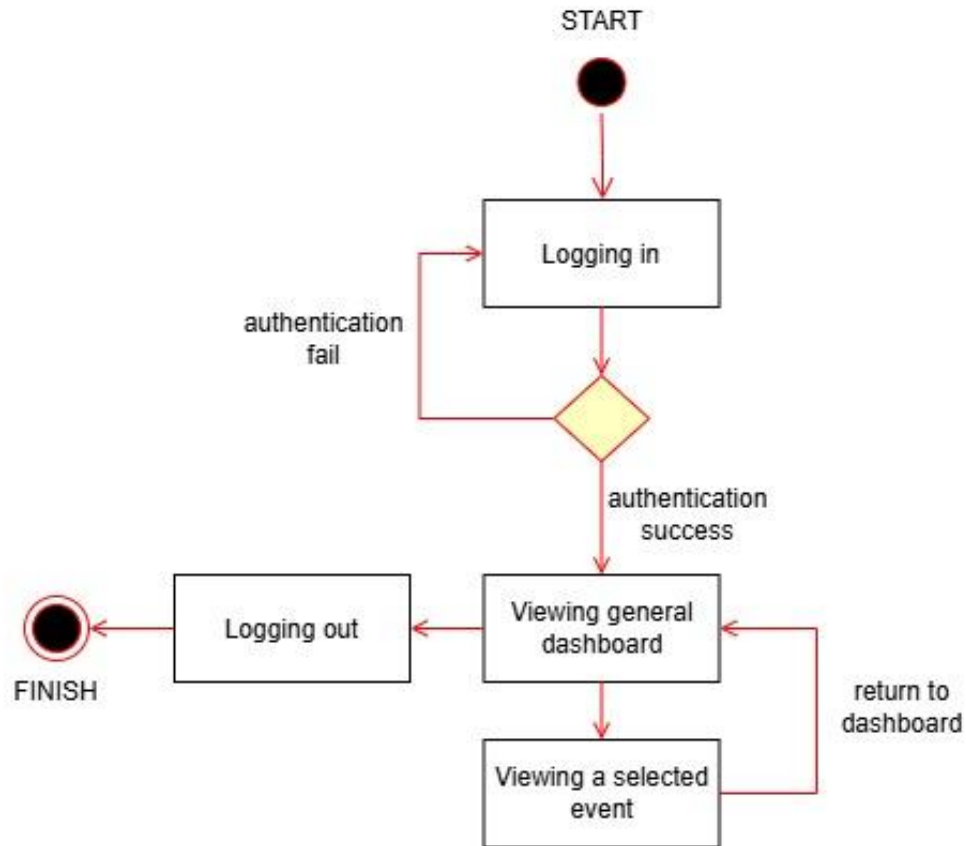 START
Logging in
authentication
fail
authentication
success
Viewing general
dashboard
Logging out
FINISH
return to
dashboard
Viewing a selected
event